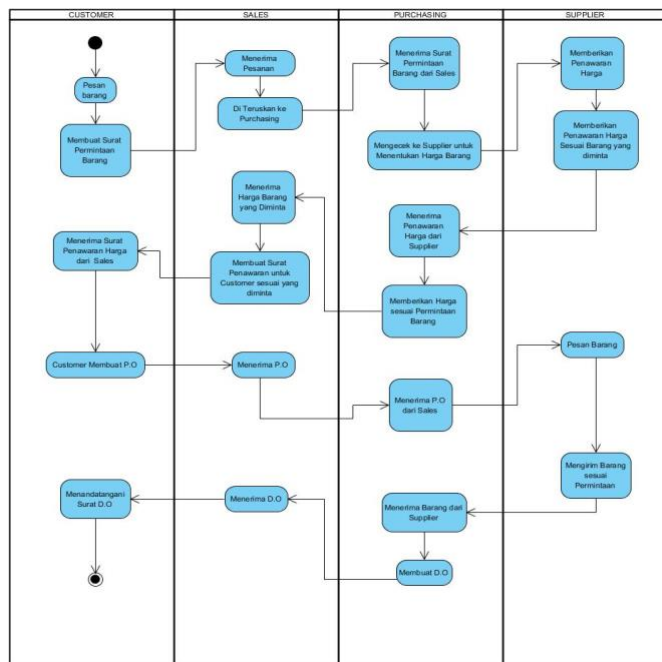 CUSTOMER
SALES
PURCHASING
SUPPLIER
Pesan
barang
Membuat Surat
Permintaan
Barang
Menerima
Pesanan
Di Teruskan ke
Purchasing
Menerima Surat
Permintaan
Barang dari Sales
Mengecek ke Supplier untuk
Menentukan Harga Barang
Memberikan
Penawaran
Harga
Memberikan
Penawaran Harga
Sesuai Barang yang
diminta
Menerima
Penawaran
Harga dari
Supplier
Memberikan Harga
sesuai Permintaan
Barang
Menerima
Harga Barang
yang Diminta
Membuat Surat
Penawaran untuk
Customer sesuai yang
diminta
Menerima Surat
Penawaran Harga
dari Sales
Customer Membuat P.O
Menerima P.O
Menerima P.O
dari Sales
Pesan Barang
Mengirim Barang
sesuai
Permintaan
Menerima Barang dari
Supplier
Membuat D.O
Menerima D.O
Menandatangani
Surat D.O